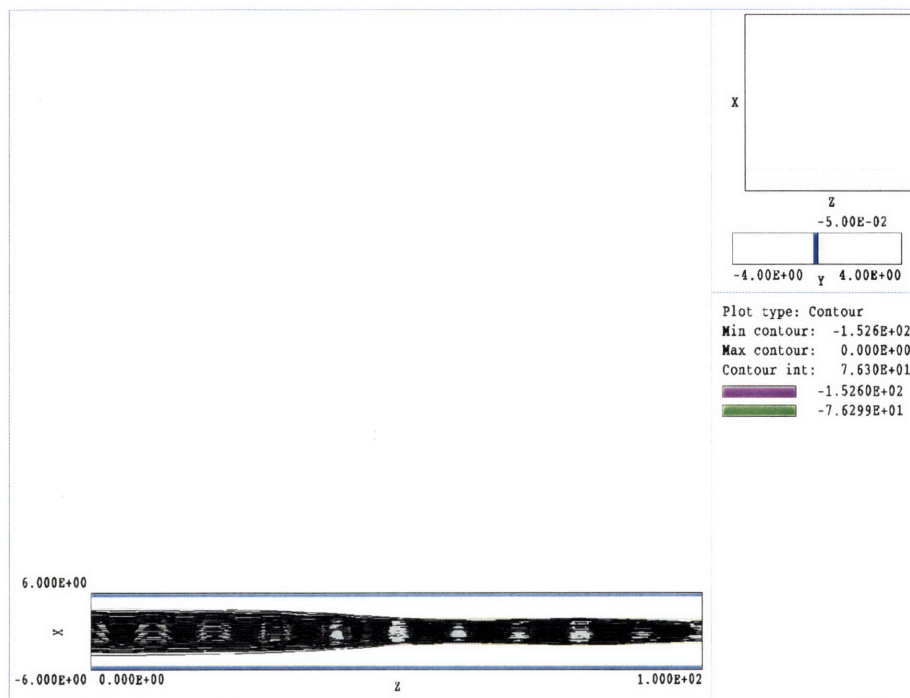 X
Z
-5.00E-02
-4.00E+00 Y 4.00E+00
Plot type: Contour
Min contour: -1.526E+02
Max contour: 0.000E+00
Contour int: 7.630E+01
-1.5260E+02
-7.6299E+01
6.000E+00
X
-6.000E+00 0.000E+00 Z 1.000E+02